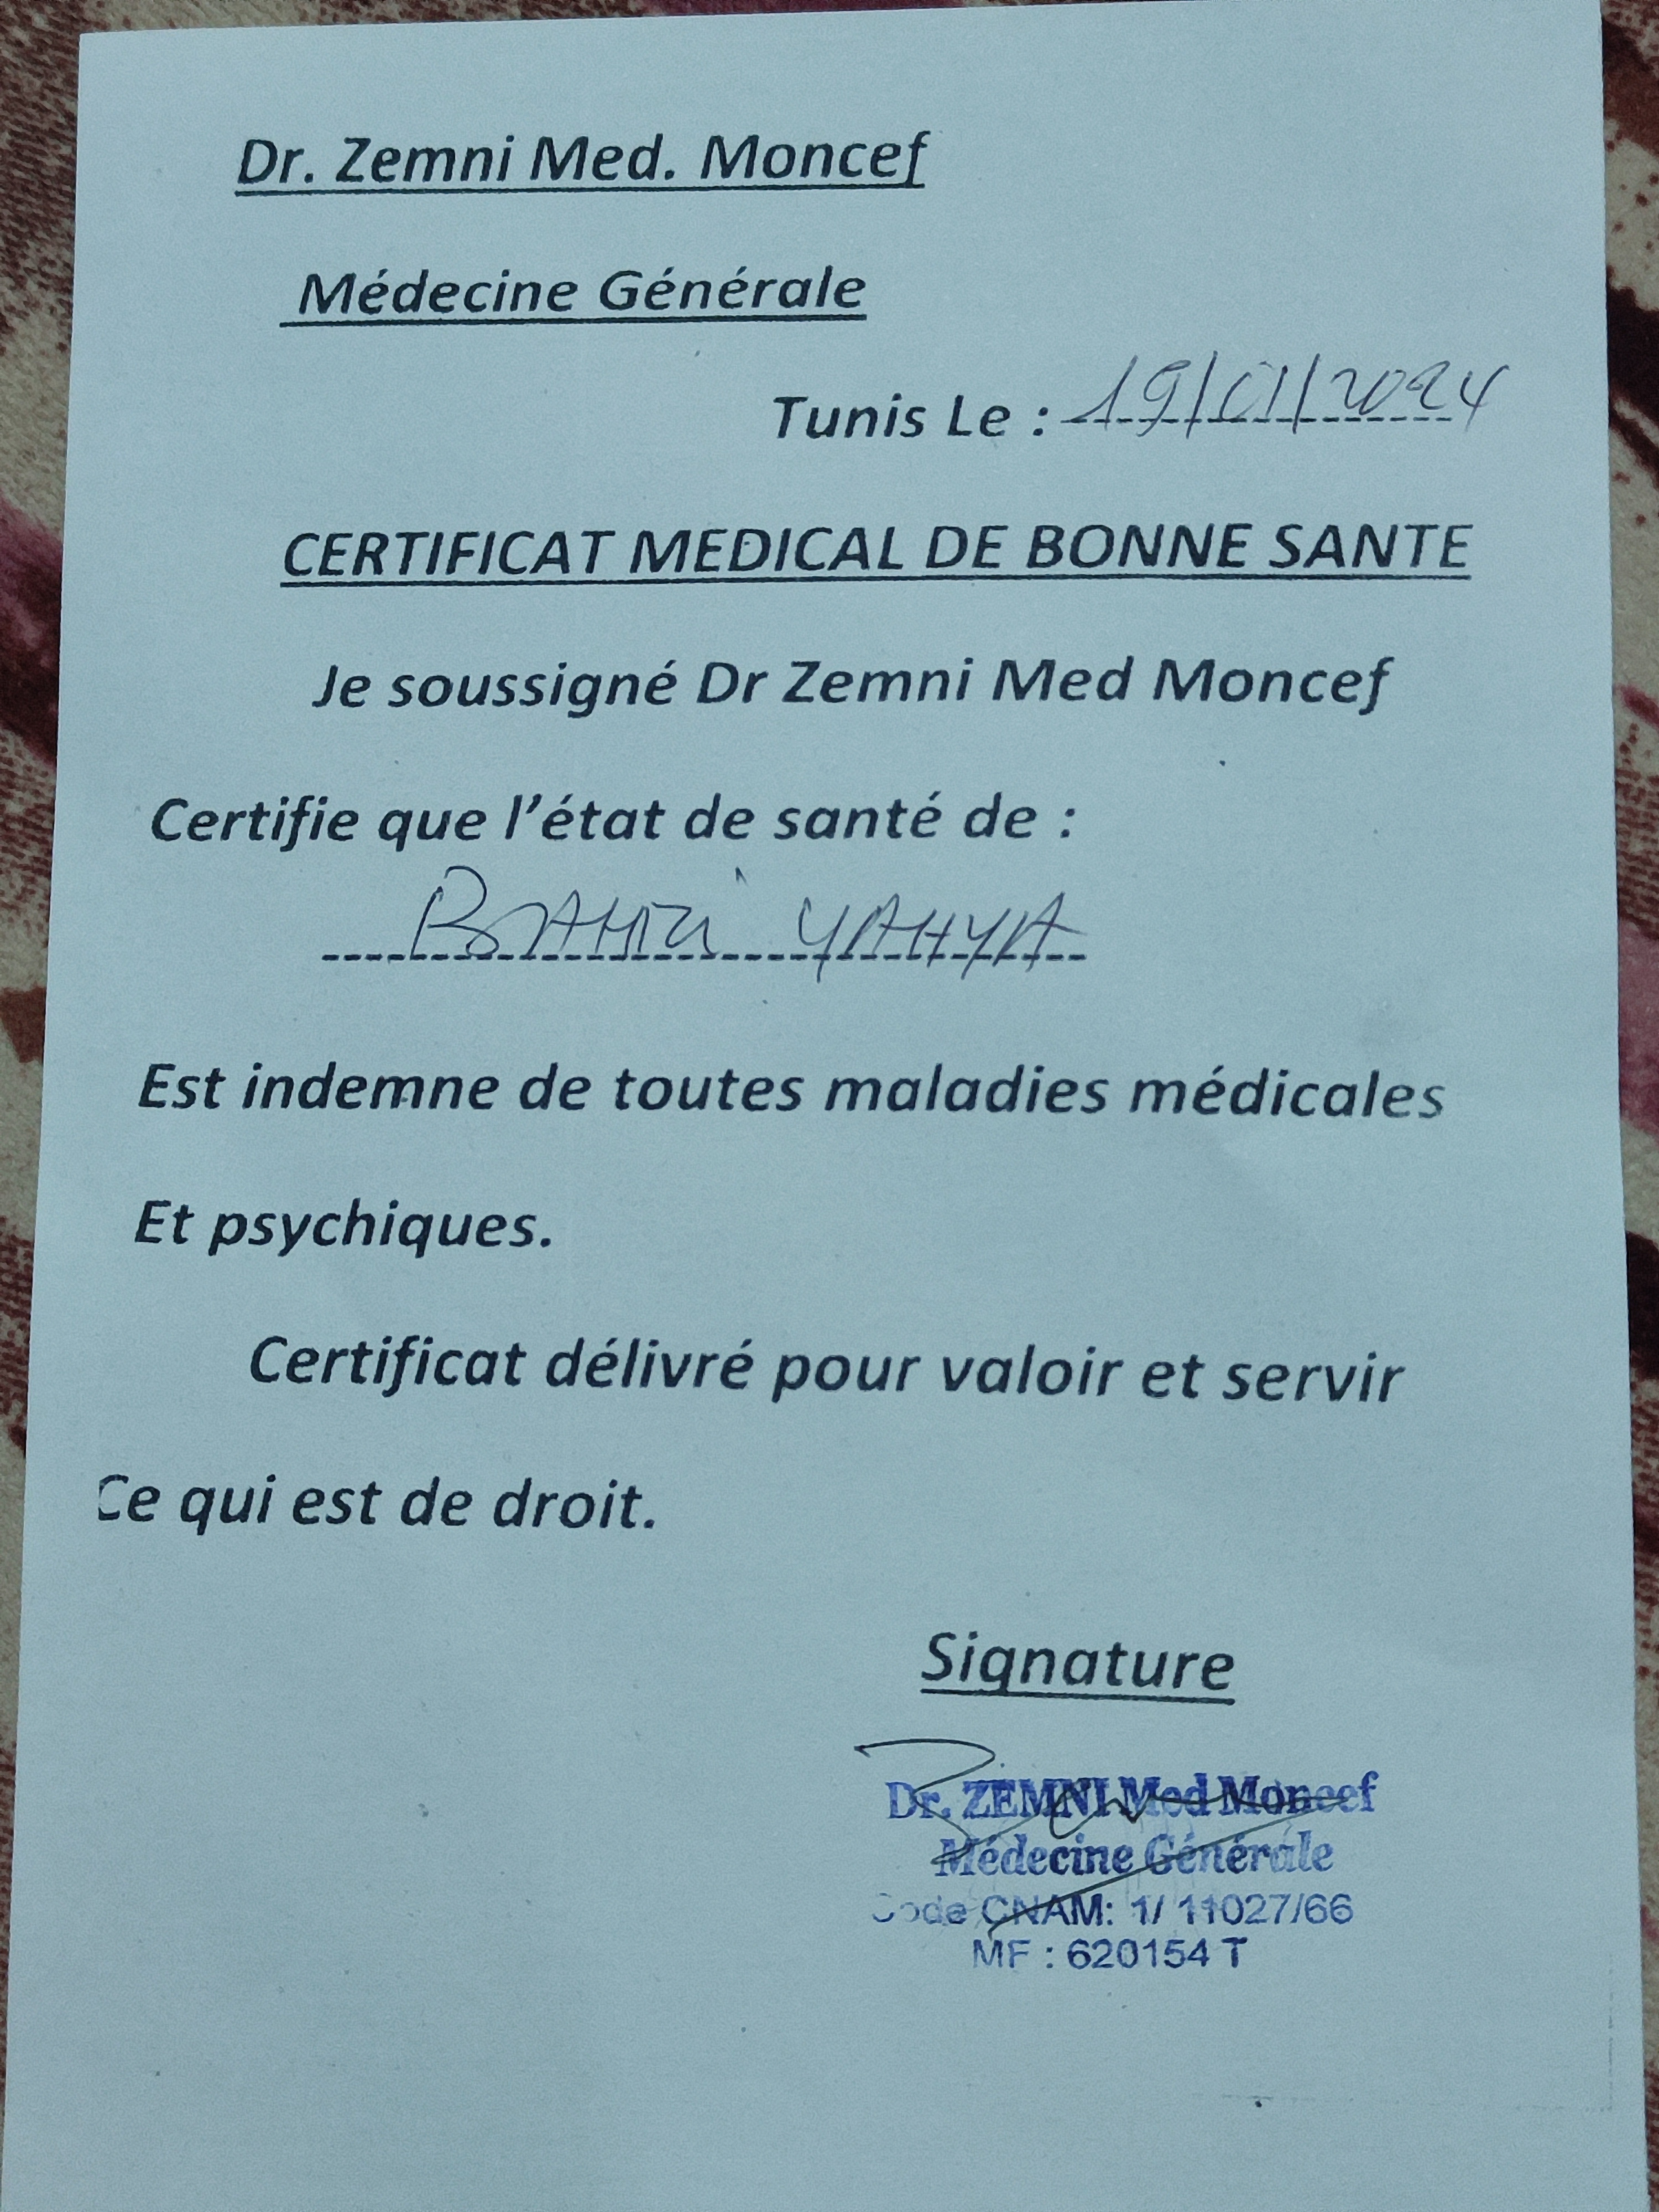 Dr. Zemni Med. Moncef
Médecine Générale
Tunis Le : 19/01/2024
CERTIFICAT MEDICAL DE BONNE SANTE
Je soussigné Dr Zemni Med Moncef
Certifie que l'état de santé de :
YAHYA
Est indemne de toutes maladies médicales
Et psychiques.
Certificat délivré pour valoir et servir
Ce qui est de droit.
Signature
Dr. ZEMNI Med Moncef
Médecine Générale
Code CNAM: 1/ 11027/66
MF : 620154 T